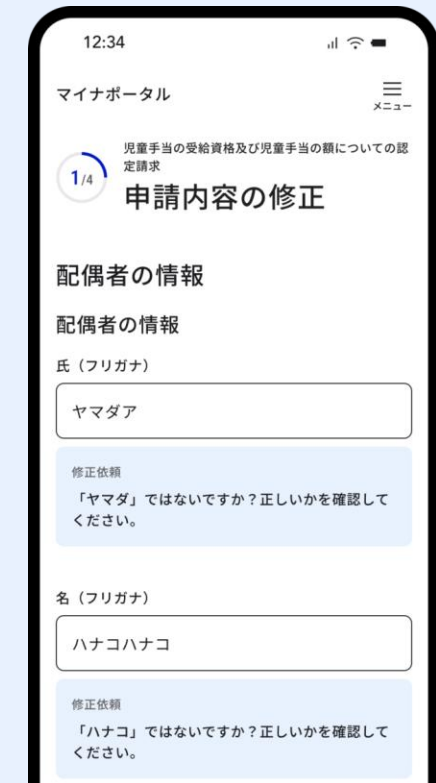 12:34
マイナポータル
メニュー
1/4
児童手当の受給資格及び児童手当の額についての認
定請求
申請内容の修正
配偶者の情報
配偶者の情報
氏（フリガナ）
ヤマダア
修正依頼
「ヤマダ」ではないですか？正しいかを確認して
ください。
名（フリガナ）
ハナコハナコ
修正依頼
「ハナコ」ではないですか？正しいかを確認して
ください。